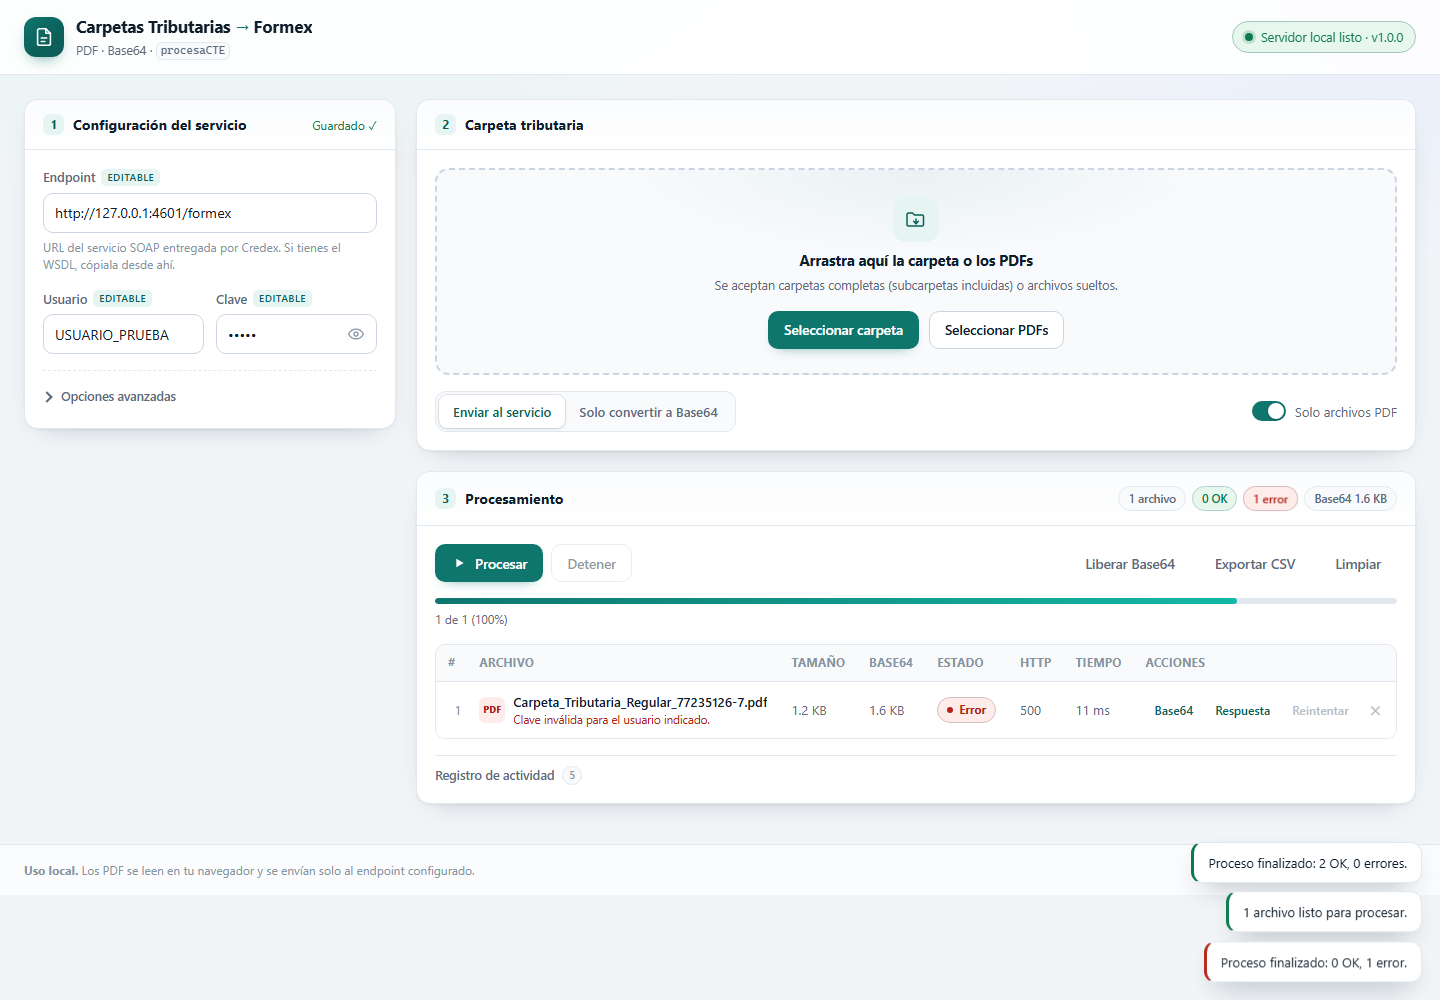 Carpetas Tributarias → Formex
PDF · Base64 · procesaCTE
Servidor local listo · v1.0.0
1 Configuración del servicio
Guardado ✓
Endpoint EDITABLE
http://127.0.0.1:4601/formex
URL del servicio SOAP entregada por Credex. Si tienes el
WSDL, cópiala desde ahí.
Usuario EDITABLE
Clave EDITABLE
USUARIO_PRUEBA
•••••
Opciones avanzadas
2 Carpeta tributaria
Arrastra aquí la carpeta o los PDFs
Se aceptan carpetas completas (subcarpetas incluidas) o archivos sueltos.
Seleccionar carpeta
Seleccionar PDFs
Enviar al servicio
Solo convertir a Base64
Solo archivos PDF
3 Procesamiento
1 archivo
0 OK
1 error
Base64 1.6 KB
Procesar
Detener
Liberar Base64
Exportar CSV
Limpiar
1 de 1 (100%)
# ARCHIVO TAMAÑO BASE64 ESTADO HTTP TIEMPO ACCIONES
1 PDF Carpeta_Tributaria_Regular_77235126-7.pdf 1.2 KB 1.6 KB Error 500 11 ms Base64 Respuesta Reintentar ×
Clave inválida para el usuario indicado.
Registro de actividad 5
Uso local. Los PDF se leen en tu navegador y se envían solo al endpoint configurado.
Proceso finalizado: 2 OK, 0 errores.
1 archivo listo para procesar.
Proceso finalizado: 0 OK, 1 error.